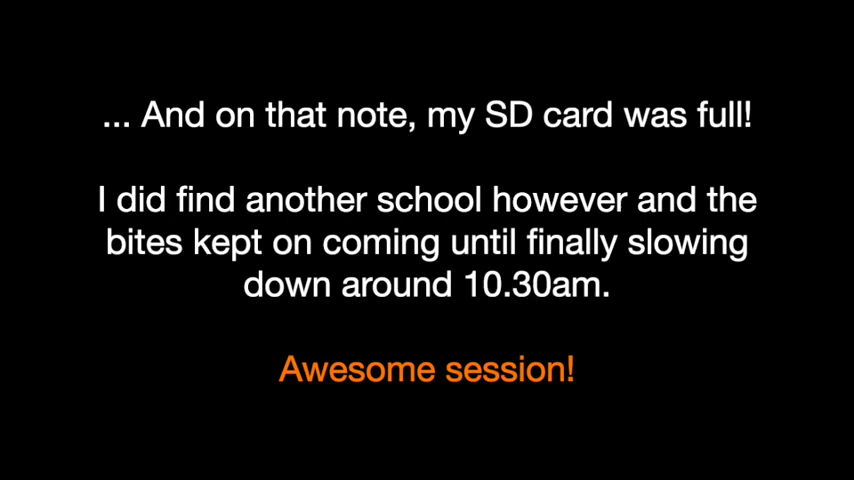 ... And on that note, my SD card was full!
I did find another school however and the
bites kept on coming until finally slowing
down around 10.30am.
Awesome session!